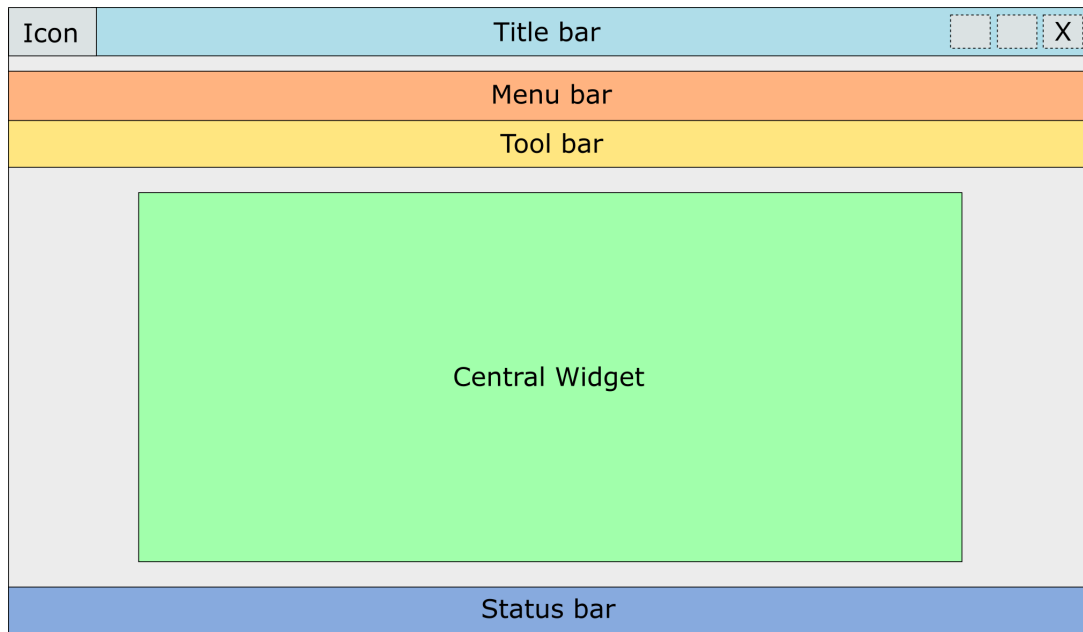 Icon
Title bar
X
Menu bar
Tool bar
Central Widget
Status bar